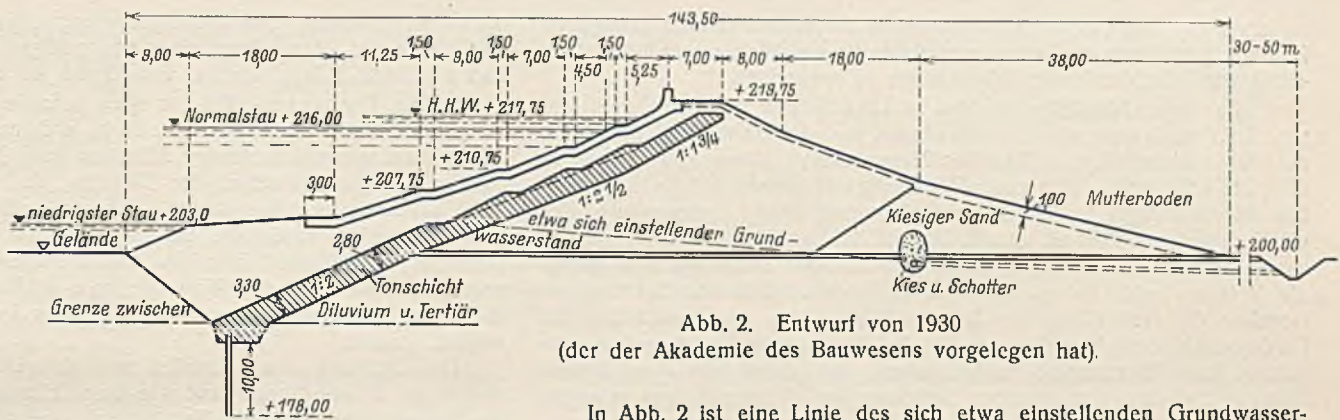 143,50
1,50 1,50 1,50 1,50 30-50 m
9,00 18,00 11,25 9,00 7,00 4,50 5,25 7,00 8,00 18,00 38,00
H.H.W. + 217,75
+ 219,75
Normalstau + 216,00
+ 210,75
+ 207,75
1:1 3/4
1:2 1/2
3,00
niedrigster Stau + 203,0
Gelände
etwa sich einstellender Grund-
wasserstand
Kiesiger Sand
1,00
Mutterboden
+ 200,00
2,80
Tonschicht
3,30
1:2
Kies u. Schotter
Grenze zwischen Diluvium u. Tertiär
10,00
+ 178,00
Abb. 2. Entwurf von 1930
(der der Akademie des Bauwesens vorgelegen hat).
In Abb. 2 ist eine Linie des sich etwa einstellenden Grundwasser-